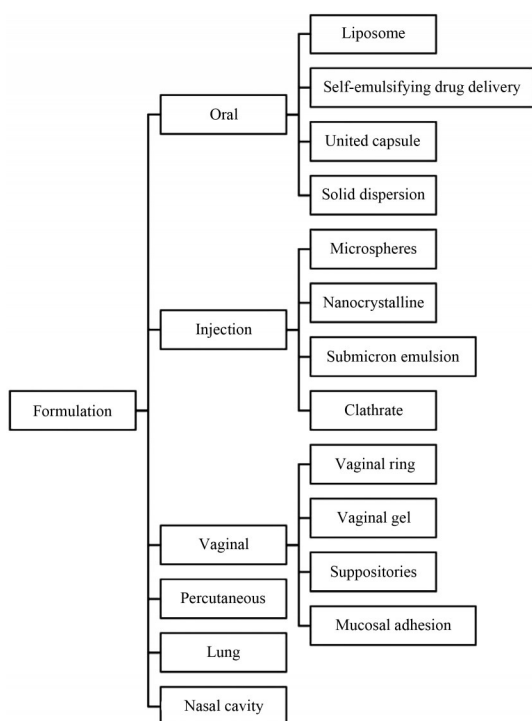 Liposome
Self-emulsifying drug delivery
Oral
United capsule
Solid dispersion
Microspheres
Nanocrystalline
Injection
Submicron emulsion
Clathrate
Formulation
Vaginal ring
Vaginal gel
Vaginal
Suppositories
Percutaneous
Mucosal adhesion
Lung
Nasal cavity